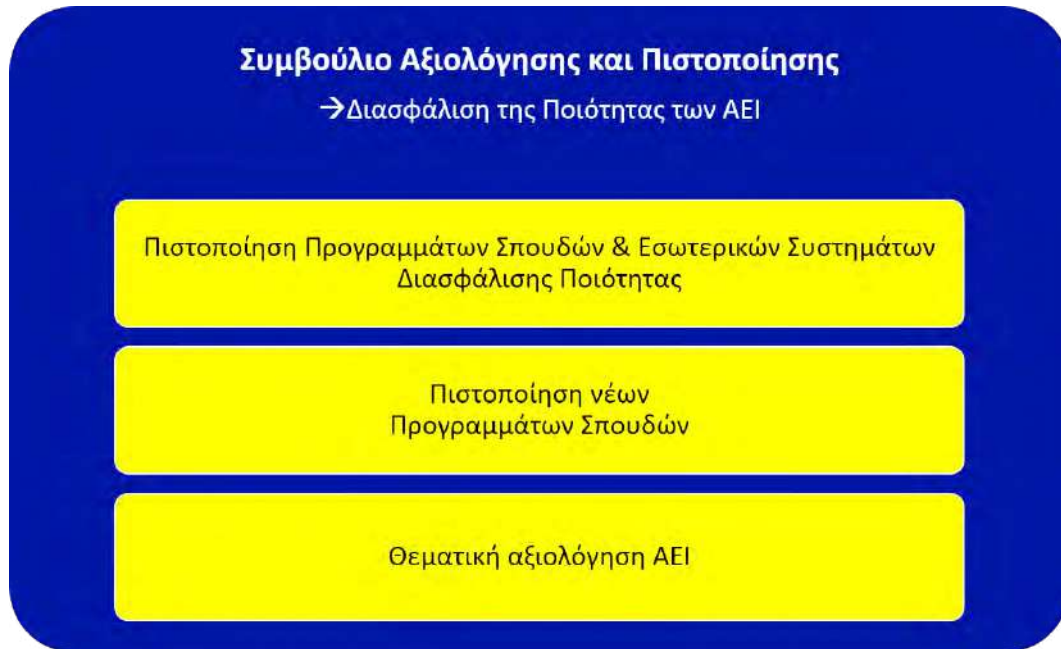 Συμβούλιο Αξιολόγησης και Πιστοποίησης
→Διασφάλιση της Ποιότητας των ΑΕΙ
Πιστοποίηση Προγραμμάτων Σπουδών & Εσωτερικών Συστημάτων
Διασφάλισης Ποιότητας
Πιστοποίηση νέων
Προγραμμάτων Σπουδών
Θεματική αξιολόγηση ΑΕΙ